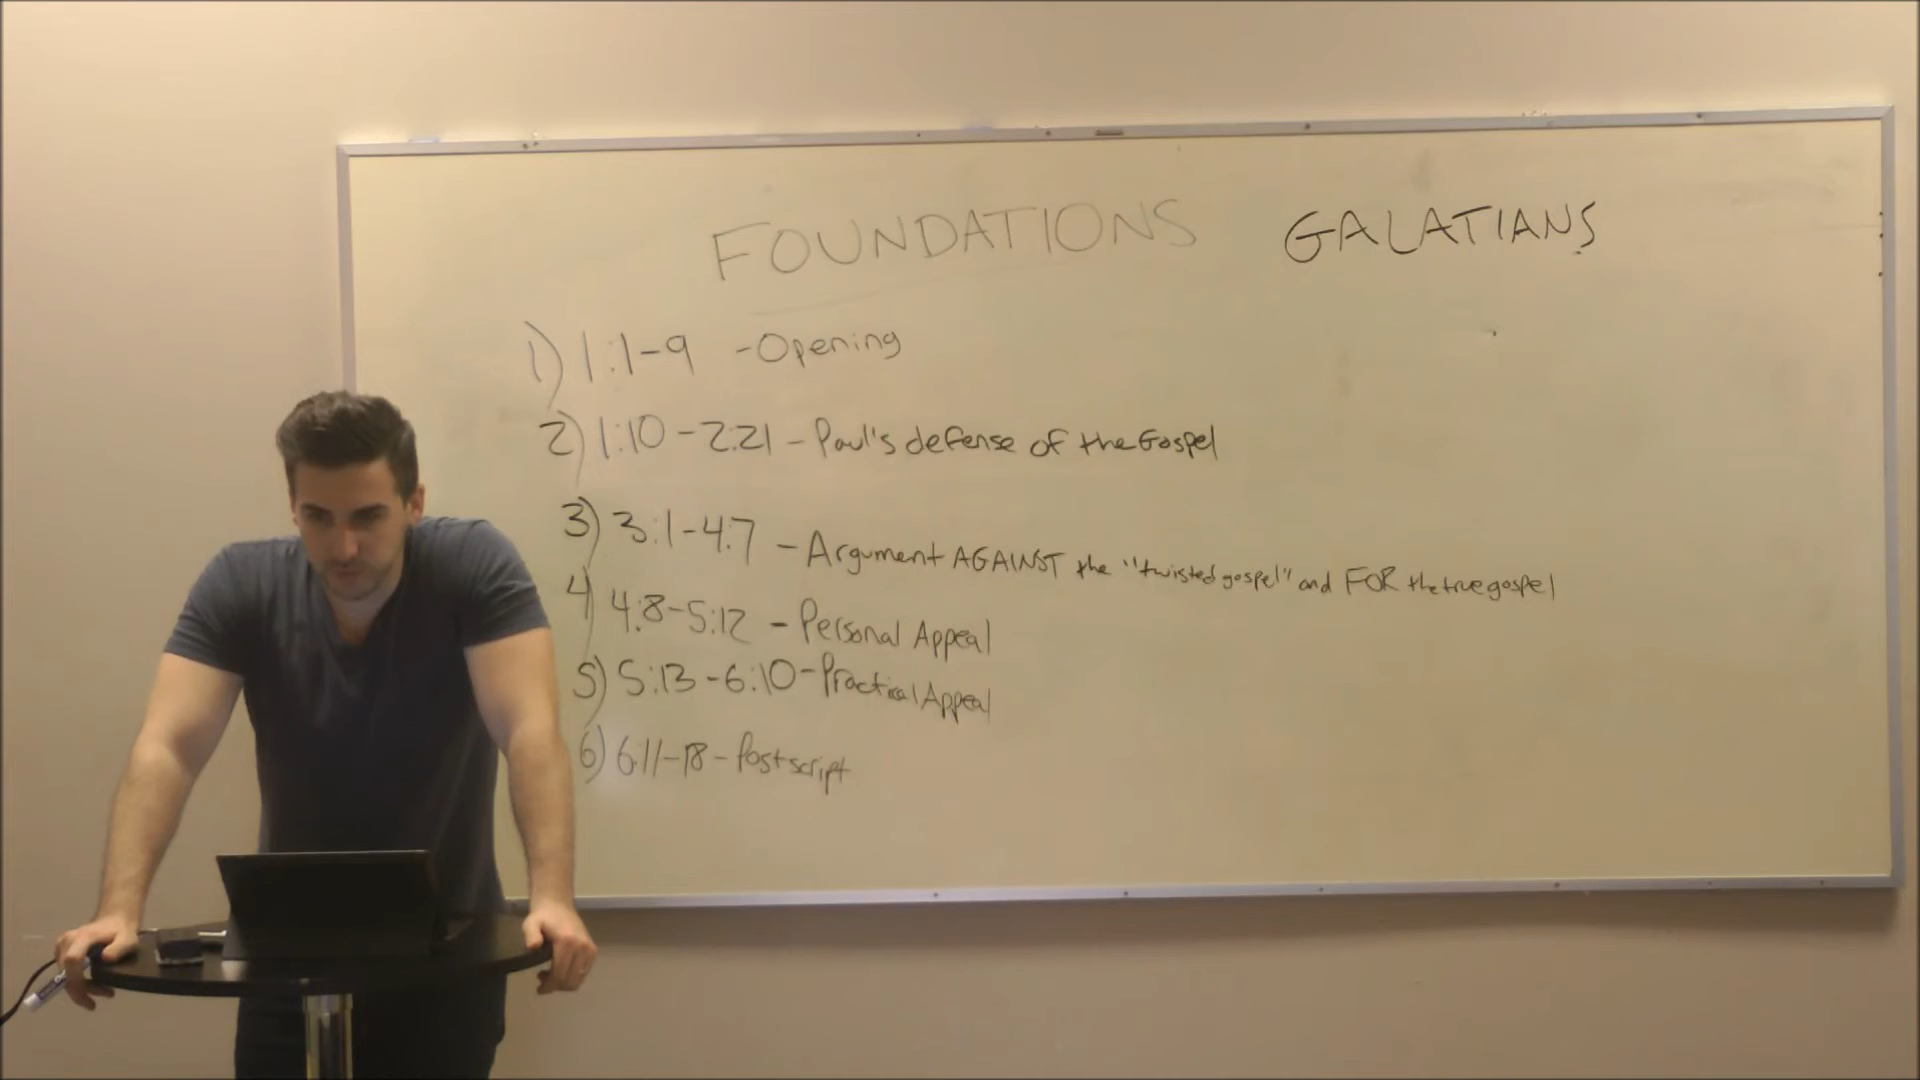 FOUNDATIONS GALATIANS
1) 1:1-9 - Opening
2) 1:10-2:21 - Paul's defense of the Gospel
3) 3:1-4:7 - Argument AGAINST the "twisted gospel" and FOR the true gospel
4) 4:8-5:12 - Personal Appeal
5) 5:13-6:10 - Practical Appeal
6) 6:11-18 - Postscript